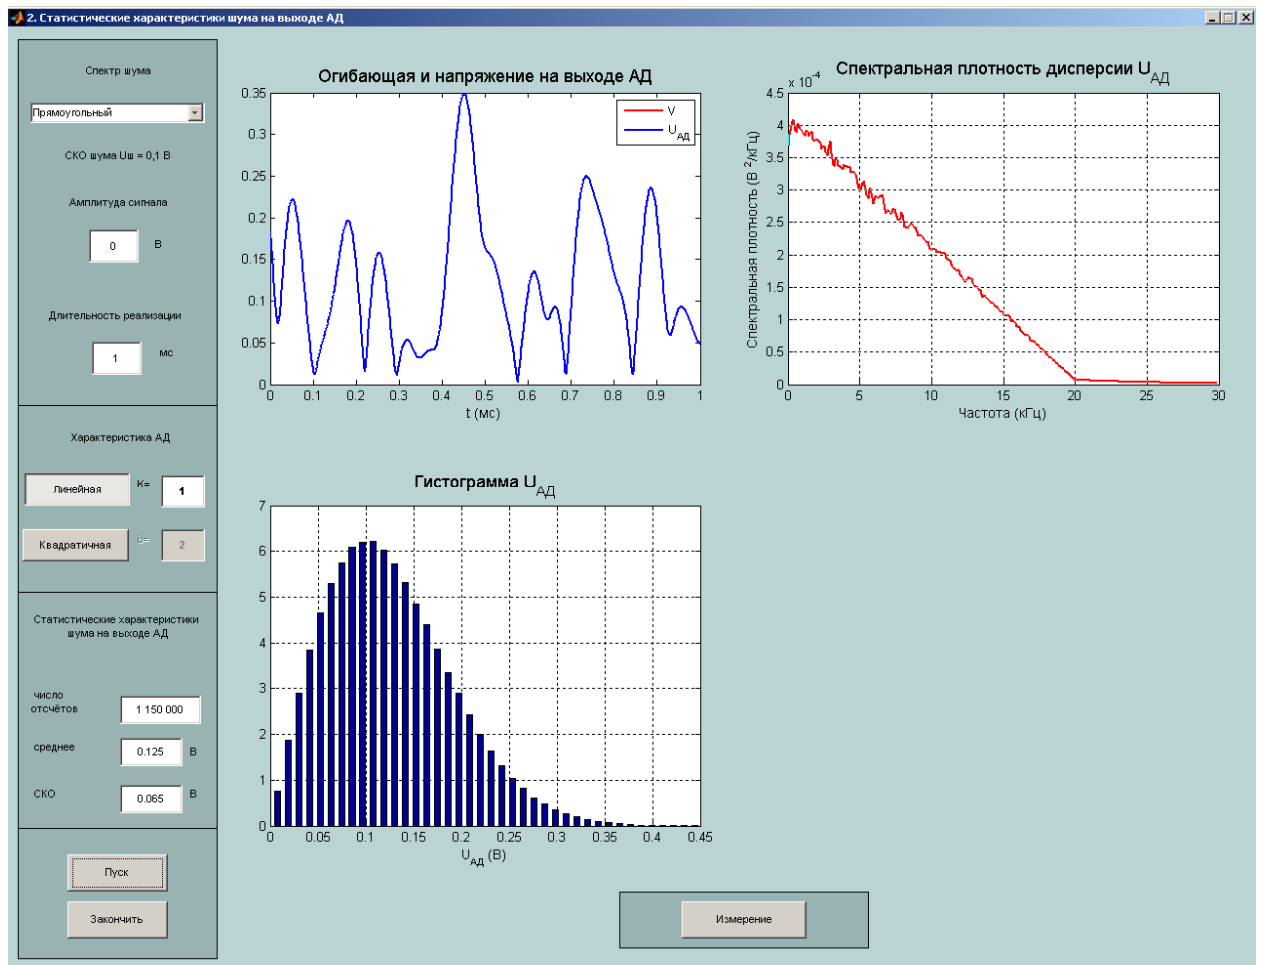 2. Статистические характеристики шума на выходе АД
Спектр шума
Прямоугольный
СКО шума Uш = 0,1 В
Амплитуда сигнала
0 В
Длительность реализации
1 мс
Характеристика АД
Линейная К= 1
Квадратичная b= 2
Статистические характеристики
шума на выходе АД
число
отсчётов 1 150 000
среднее 0.125 В
СКО 0.065 В
Пуск
Закончить
Огибающая и напряжение на выходе АД
V
U АД
0.35
0.3
0.25
0.2
0.15
0.1
0.05
0
0 0.1 0.2 0.3 0.4 0.5 0.6 0.7 0.8 0.9 1
t (мс)
Спектральная плотность дисперсии U АД
x 10 -4
Спектральная плотность (В 2/кГц)
4.5
4
3.5
3
2.5
2
1.5
1
0.5
0
0 5 10 15 20 25 30
Частота (кГц)
Гистограмма U АД
7
6
5
4
3
2
1
0
0 0.05 0.1 0.15 0.2 0.25 0.3 0.35 0.4 0.45
U АД (В)
Измерение